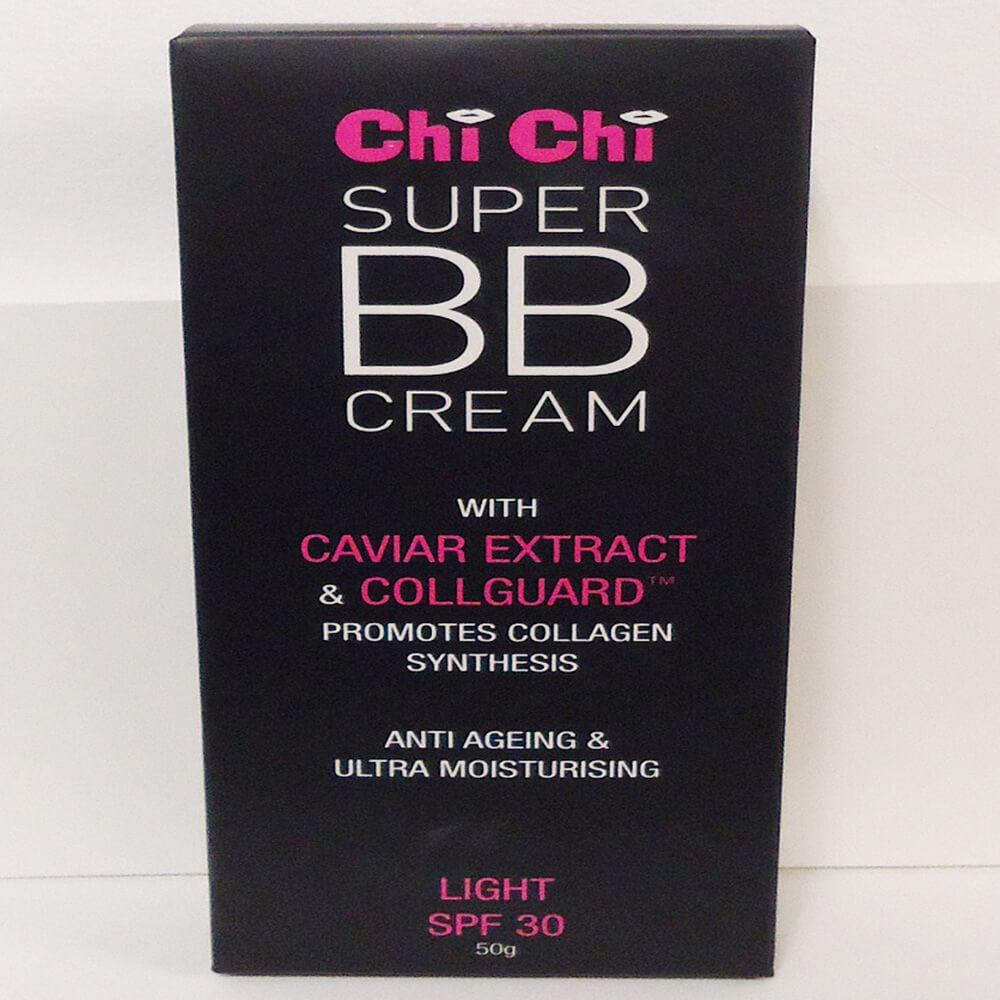 Chi Chi
SUPER
BB
CREAM
WITH
CAVIAR EXTRACT
& COLLGUARD™
PROMOTES COLLAGEN
SYNTHESIS
ANTI AGEING &
ULTRA MOISTURISING
LIGHT
SPF 30
50g